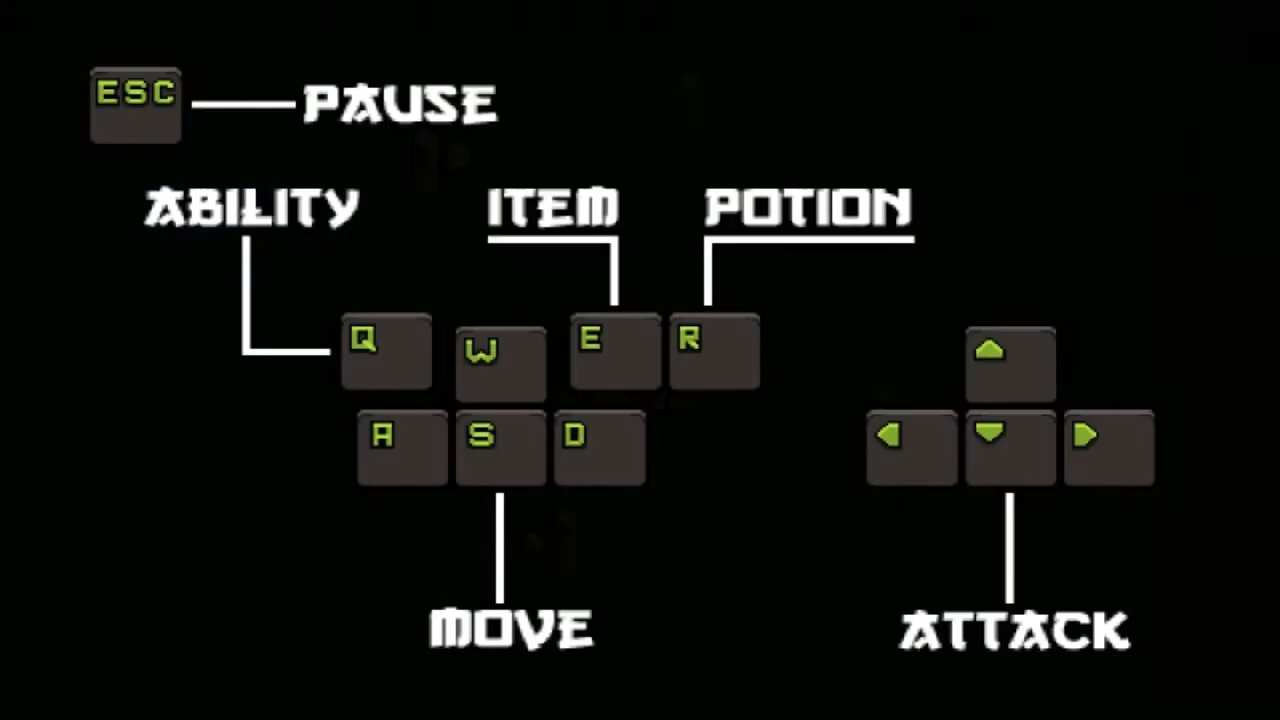 ESC PAUSE
ABILITY ITEM POTION
Q W E R
A S D
MOVE ATTACK